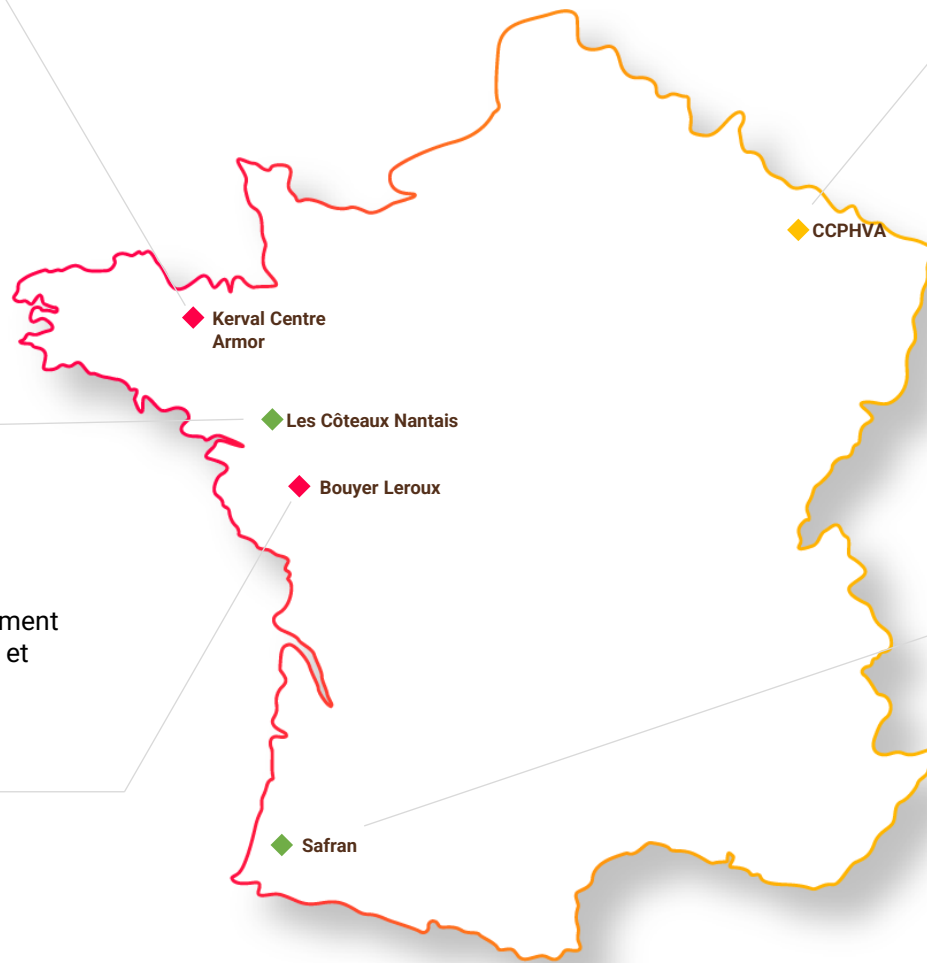 CCPHVA
Kerval Centre
Armor
Les Côteaux Nantais
Bouyer Leroux
ment
et
Safran